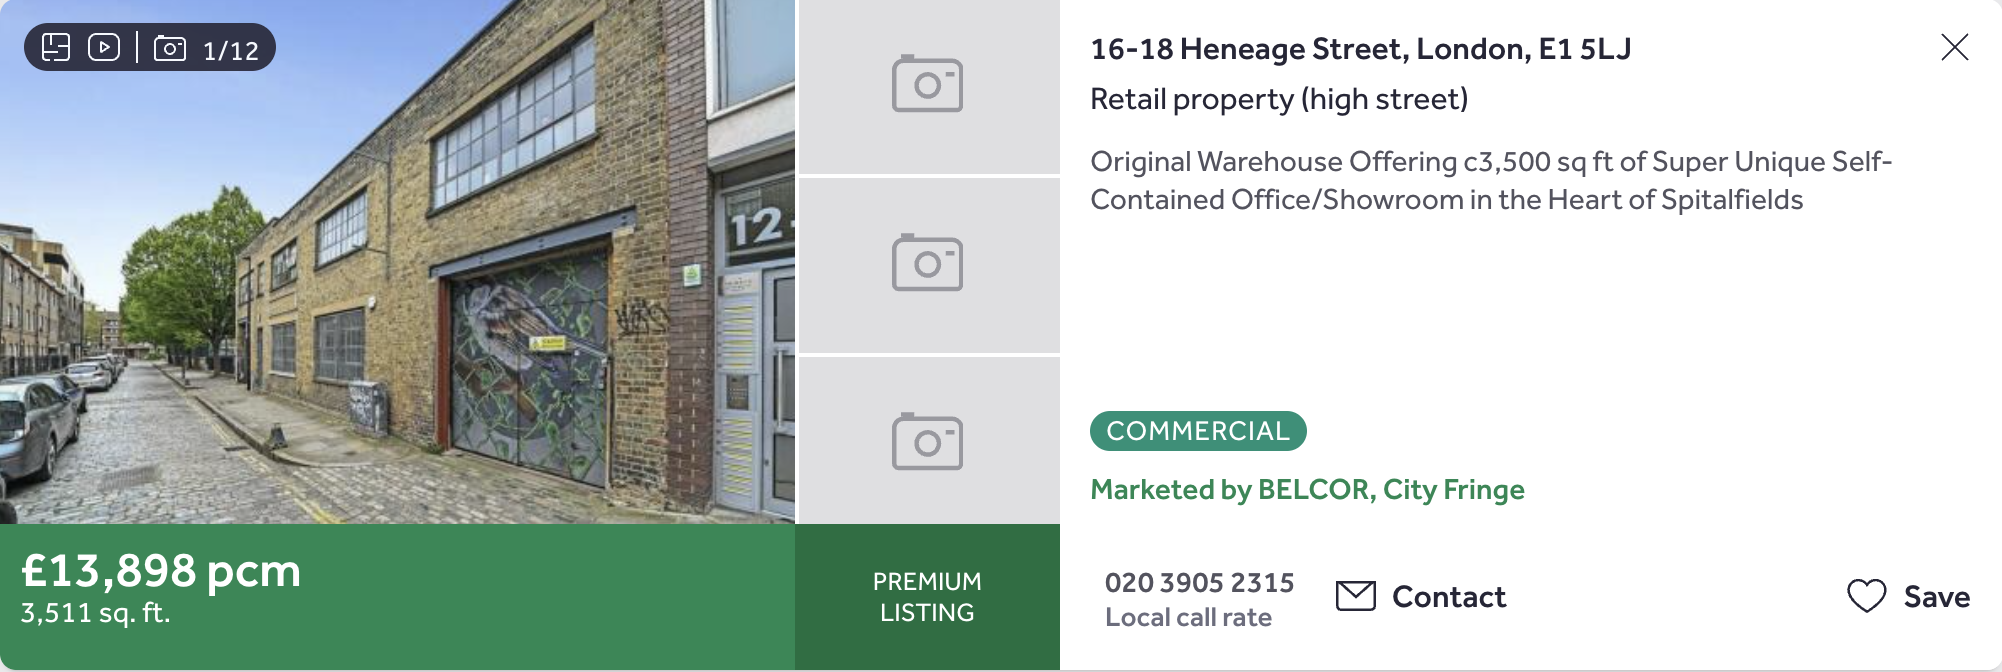 1/12
12
£13,898 pcm
3,511 sq. ft.
PREMIUM
LISTING
16-18 Heneage Street, London, E1 5LJ
Retail property (high street)
Original Warehouse Offering c3,500 sq ft of Super Unique Self-
Contained Office/Showroom in the Heart of Spitalfields
COMMERCIAL
Marketed by BELCOR, City Fringe
020 3905 2315
Local call rate
Contact
Save